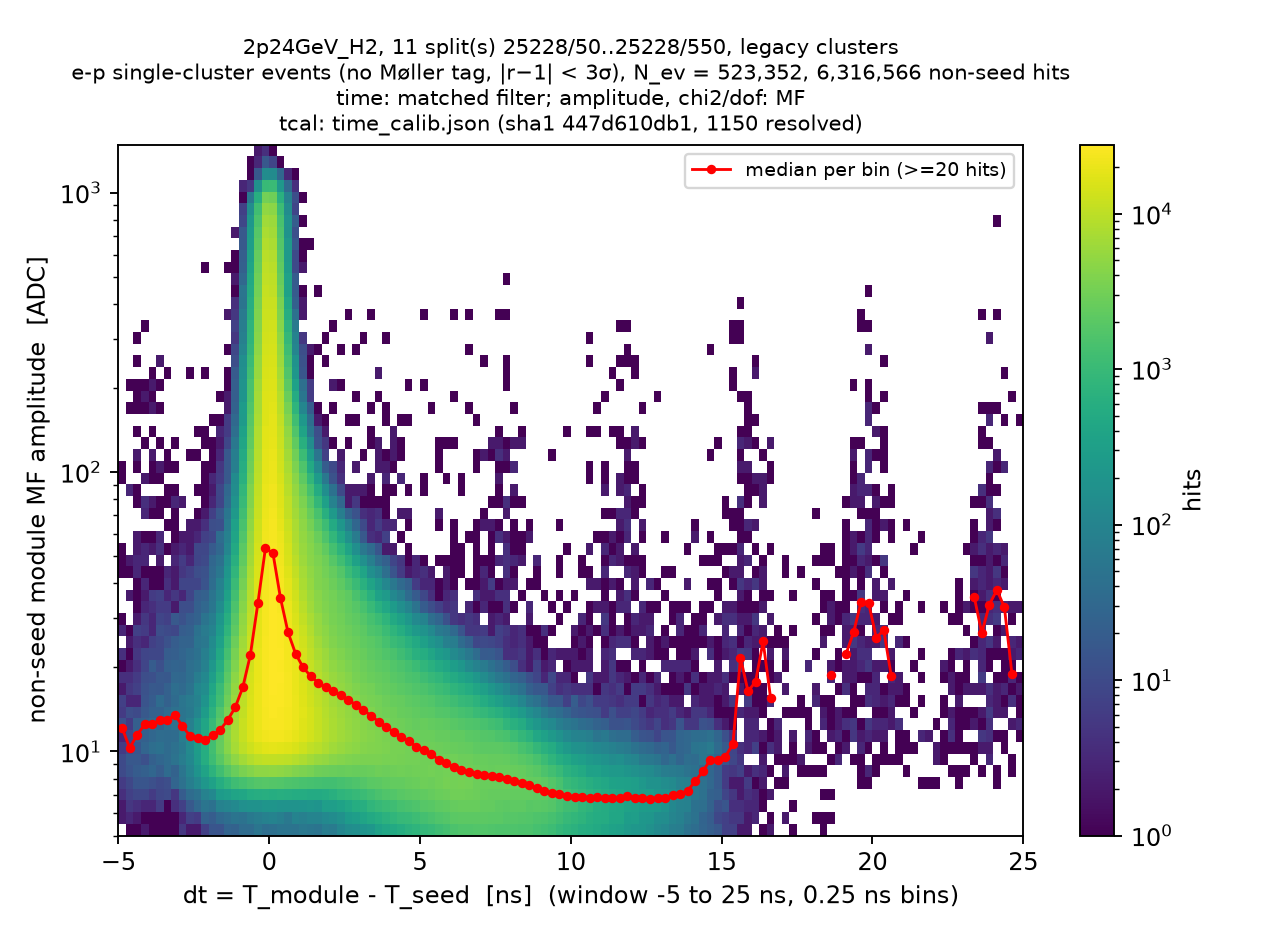 2p24GeV_H2, 11 split(s) 25228/50..25228/550, legacy clusters
e-p single-cluster events (no Møller tag, |r−1| < 3σ), N_ev = 523,352, 6,316,566 non-seed hits
time: matched filter; amplitude, chi2/dof: MF
tcal: time_calib.json (sha1 447d610db1, 1150 resolved)
median per bin (>=20 hits)
non-seed module MF amplitude [ADC]
10³
10²
10¹
−5 0 5 10 15 20 25
dt = T_module - T_seed [ns] (window -5 to 25 ns, 0.25 ns bins)
10⁴
10³
10²
10¹
10⁰
hits